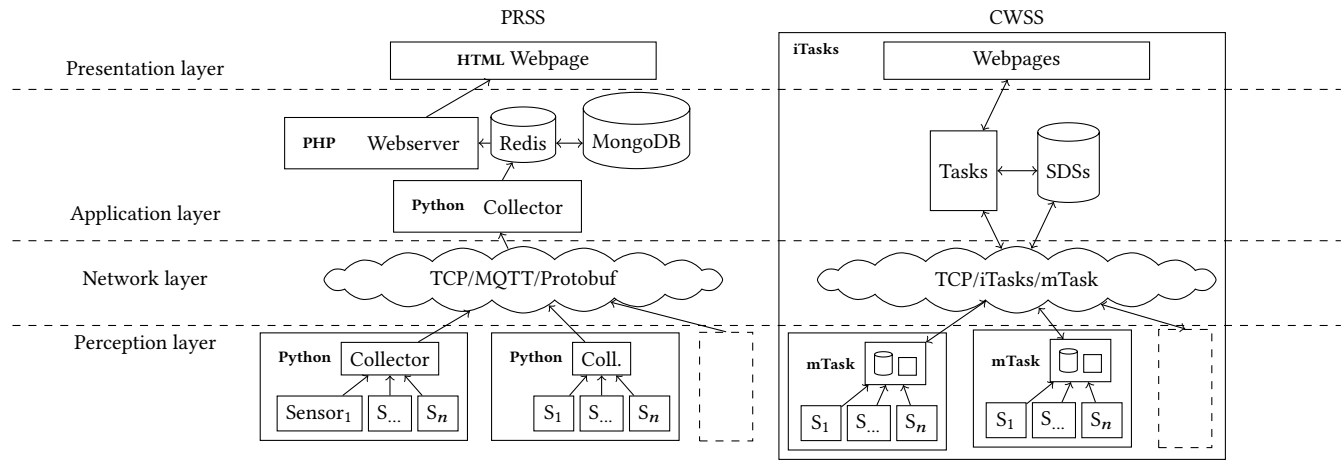 PRSS
CWSS
Presentation layer
HTML Webpage
iTasks
Webpages
PHP Webserver
Redis
MongoDB
Tasks
SDSs
Application layer
Python Collector
Network layer
TCP/MQTT/Protobuf
TCP/iTasks/mTask
Perception layer
Python Collector
Sensor1 S... Sn
Python Coll.
S1 S... Sn
mTask
S1 S... Sn
mTask
S1 S... Sn